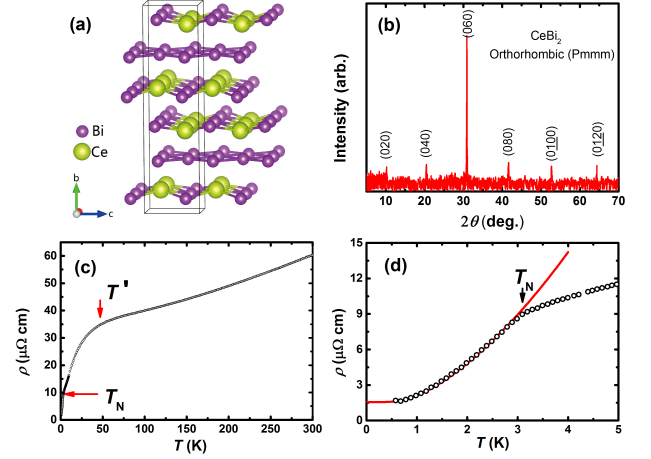 (a)
Bi
Ce
b
c
(b)
CeBi₂
Orthorhombic (Pmmm)
Intensity (arb.)
(020)
(040)
(060)
(080)
(0100)
(0120)
10 20 30 40 50 60 70
2θ (deg.)
(c)
T'
T_N
ρ (μΩ cm)
60
50
40
30
20
10
0
0 50 100 150 200 250 300
T (K)
(d)
T_N
ρ (μΩ cm)
15
12
9
6
3
0
0 1 2 3 4 5
T (K)